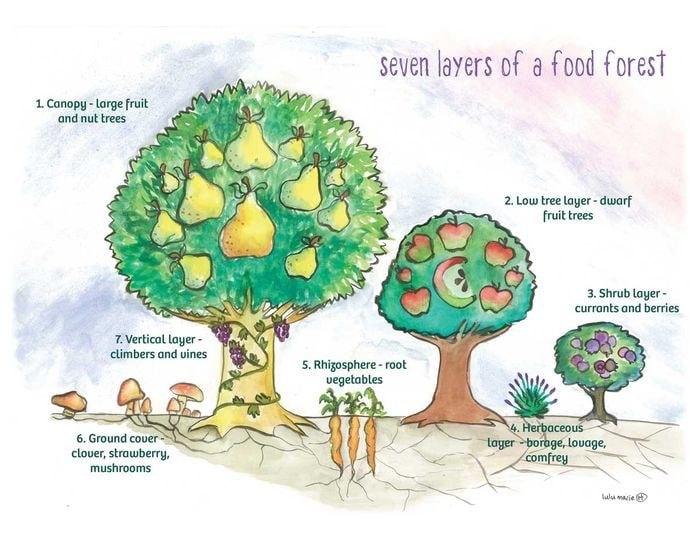 seven layers of a food forest
1. Canopy - large fruit
and nut trees
2. Low tree layer - dwarf
fruit trees
3. Shrub layer -
currants and berries
7. Vertical layer -
climbers and vines
5. Rhizosphere - root
vegetables
4. Herbaceous
layer - borage, lovage,
comfrey
6. Ground cover -
clover, strawberry,
mushrooms
lulu marie H